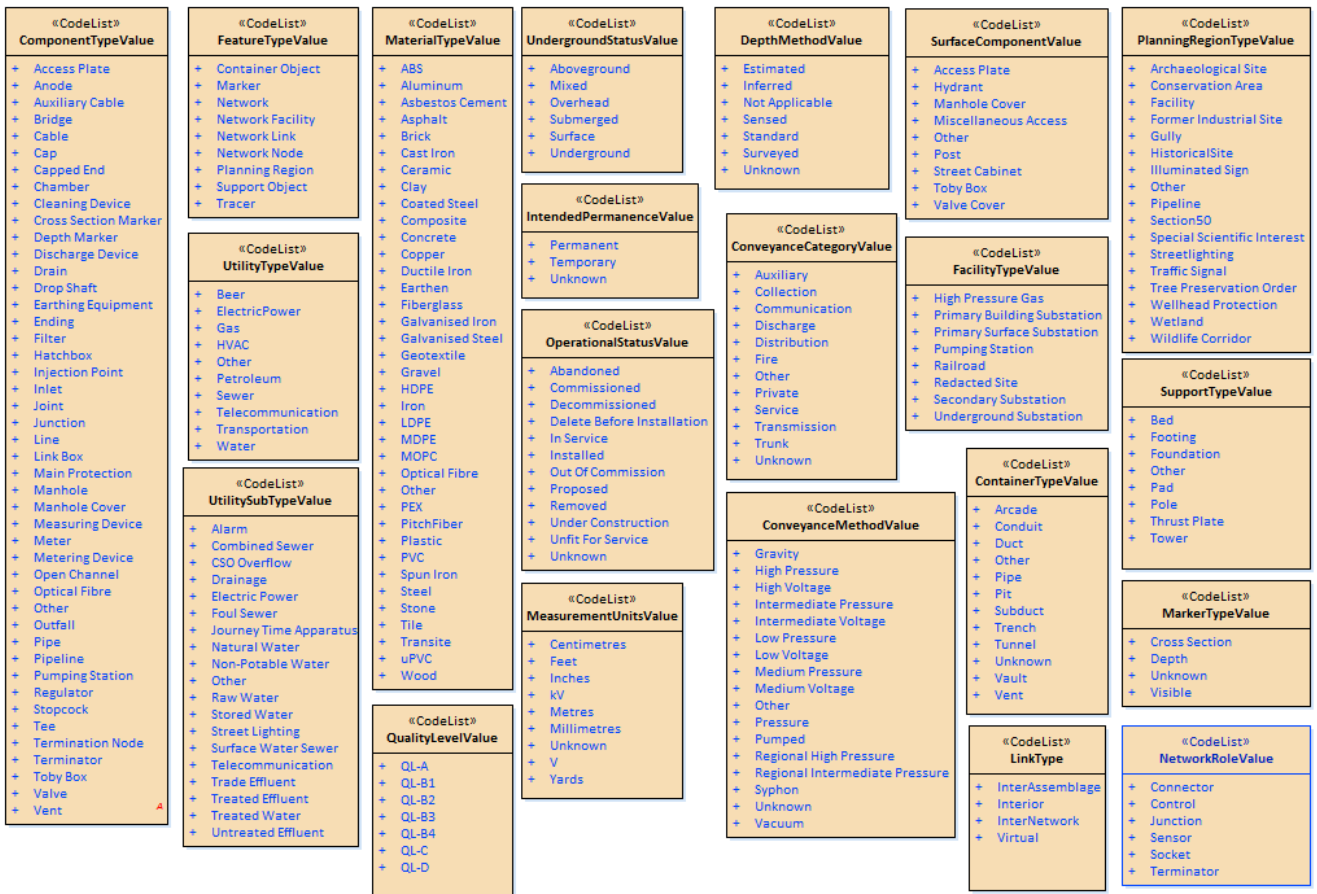 «CodeList»
ComponentTypeValue
+ Access Plate
+ Anode
+ Auxiliary Cable
+ Bridge
+ Cable
+ Cap
+ Capped End
+ Chamber
+ Cleaning Device
+ Cross Section Marker
+ Depth Marker
+ Discharge Device
+ Drain
+ Drop Shaft
+ Earthing Equipment
+ Ending
+ Filter
+ Hatchbox
+ Injection Point
+ Inlet
+ Joint
+ Junction
+ Line
+ Link Box
+ Main Protection
+ Manhole
+ Manhole Cover
+ Measuring Device
+ Meter
+ Metering Device
+ Open Channel
+ Optical Fibre
+ Other
+ Outfall
+ Pipe
+ Pipeline
+ Pumping Station
+ Regulator
+ Stopcock
+ Tee
+ Termination Node
+ Terminator
+ Toby Box
+ Valve
+ Vent
A
«CodeList»
FeatureTypeValue
+ Container Object
+ Marker
+ Network
+ Network Facility
+ Network Link
+ Network Node
+ Planning Region
+ Support Object
+ Tracer
«CodeList»
UtilityTypeValue
+ Beer
+ ElectricPower
+ Gas
+ HVAC
+ Other
+ Petroleum
+ Sewer
+ Telecommunication
+ Transportation
+ Water
«CodeList»
UtilitySubTypeValue
+ Alarm
+ Combined Sewer
+ CSO Overflow
+ Drainage
+ Electric Power
+ Foul Sewer
+ Journey Time Apparatus
+ Natural Water
+ Non-Potable Water
+ Other
+ Raw Water
+ Stored Water
+ Street Lighting
+ Surface Water Sewer
+ Telecommunication
+ Trade Effluent
+ Treated Effluent
+ Treated Water
+ Untreated Effluent
«CodeList»
MaterialTypeValue
+ ABS
+ Aluminum
+ Asbestos Cement
+ Asphalt
+ Brick
+ Cast Iron
+ Ceramic
+ Clay
+ Coated Steel
+ Composite
+ Concrete
+ Copper
+ Ductile Iron
+ Earthen
+ Fiberglass
+ Galvanised Iron
+ Galvanised Steel
+ Geotextile
+ Gravel
+ HDPE
+ Iron
+ LDPE
+ MDPE
+ MOPC
+ Optical Fibre
+ Other
+ PEX
+ PitchFiber
+ Plastic
+ PVC
+ Spun Iron
+ Steel
+ Stone
+ Tile
+ Transite
+ uPVC
+ Wood
«CodeList»
QualityLevelValue
+ QL-A
+ QL-B1
+ QL-B2
+ QL-B3
+ QL-B4
+ QL-C
+ QL-D
«CodeList»
UndergroundStatusValue
+ Aboveground
+ Mixed
+ Overhead
+ Submerged
+ Surface
+ Underground
«CodeList»
IntendedPermanenceValue
+ Permanent
+ Temporary
+ Unknown
«CodeList»
OperationalStatusValue
+ Abandoned
+ Commissioned
+ Decommissioned
+ Delete Before Installation
+ In Service
+ Installed
+ Out Of Commission
+ Proposed
+ Removed
+ Under Construction
+ Unfit For Service
+ Unknown
«CodeList»
MeasurementUnitsValue
+ Centimetres
+ Feet
+ Inches
+ kV
+ Metres
+ Millimetres
+ Unknown
+ V
+ Yards
«CodeList»
DepthMethodValue
+ Estimated
+ Inferred
+ Not Applicable
+ Sensed
+ Standard
+ Surveyed
+ Unknown
«CodeList»
ConveyanceCategoryValue
+ Auxiliary
+ Collection
+ Communication
+ Discharge
+ Distribution
+ Fire
+ Other
+ Private
+ Service
+ Transmission
+ Trunk
+ Unknown
«CodeList»
ConveyanceMethodValue
+ Gravity
+ High Pressure
+ High Voltage
+ Intermediate Pressure
+ Intermediate Voltage
+ Low Pressure
+ Low Voltage
+ Medium Pressure
+ Medium Voltage
+ Other
+ Pressure
+ Pumped
+ Regional High Pressure
+ Regional Intermediate Pressure
+ Syphon
+ Unknown
+ Vacuum
«CodeList»
SurfaceComponentValue
+ Access Plate
+ Hydrant
+ Manhole Cover
+ Miscellaneous Access
+ Other
+ Post
+ Street Cabinet
+ Toby Box
+ Valve Cover
«CodeList»
FacilityTypeValue
+ High Pressure Gas
+ Primary Building Substation
+ Primary Surface Substation
+ Pumping Station
+ Railroad
+ Redacted Site
+ Secondary Substation
+ Underground Substation
«CodeList»
ContainerTypeValue
+ Arcade
+ Conduit
+ Duct
+ Other
+ Pipe
+ Pit
+ Subduct
+ Trench
+ Tunnel
+ Unknown
+ Vault
+ Vent
«CodeList»
LinkType
+ InterAssemblage
+ Interior
+ InterNetwork
+ Virtual
«CodeList»
PlanningRegionTypeValue
+ Archaeological Site
+ Conservation Area
+ Facility
+ Former Industrial Site
+ Gully
+ HistoricalSite
+ Illuminated Sign
+ Other
+ Pipeline
+ Section50
+ Special Scientific Interest
+ Streetlighting
+ Traffic Signal
+ Tree Preservation Order
+ Wellhead Protection
+ Wetland
+ Wildlife Corridor
«CodeList»
SupportTypeValue
+ Bed
+ Footing
+ Foundation
+ Other
+ Pad
+ Pole
+ Thrust Plate
+ Tower
«CodeList»
MarkerTypeValue
+ Cross Section
+ Depth
+ Unknown
+ Visible
«CodeList»
NetworkRoleValue
+ Connector
+ Control
+ Junction
+ Sensor
+ Socket
+ Terminator